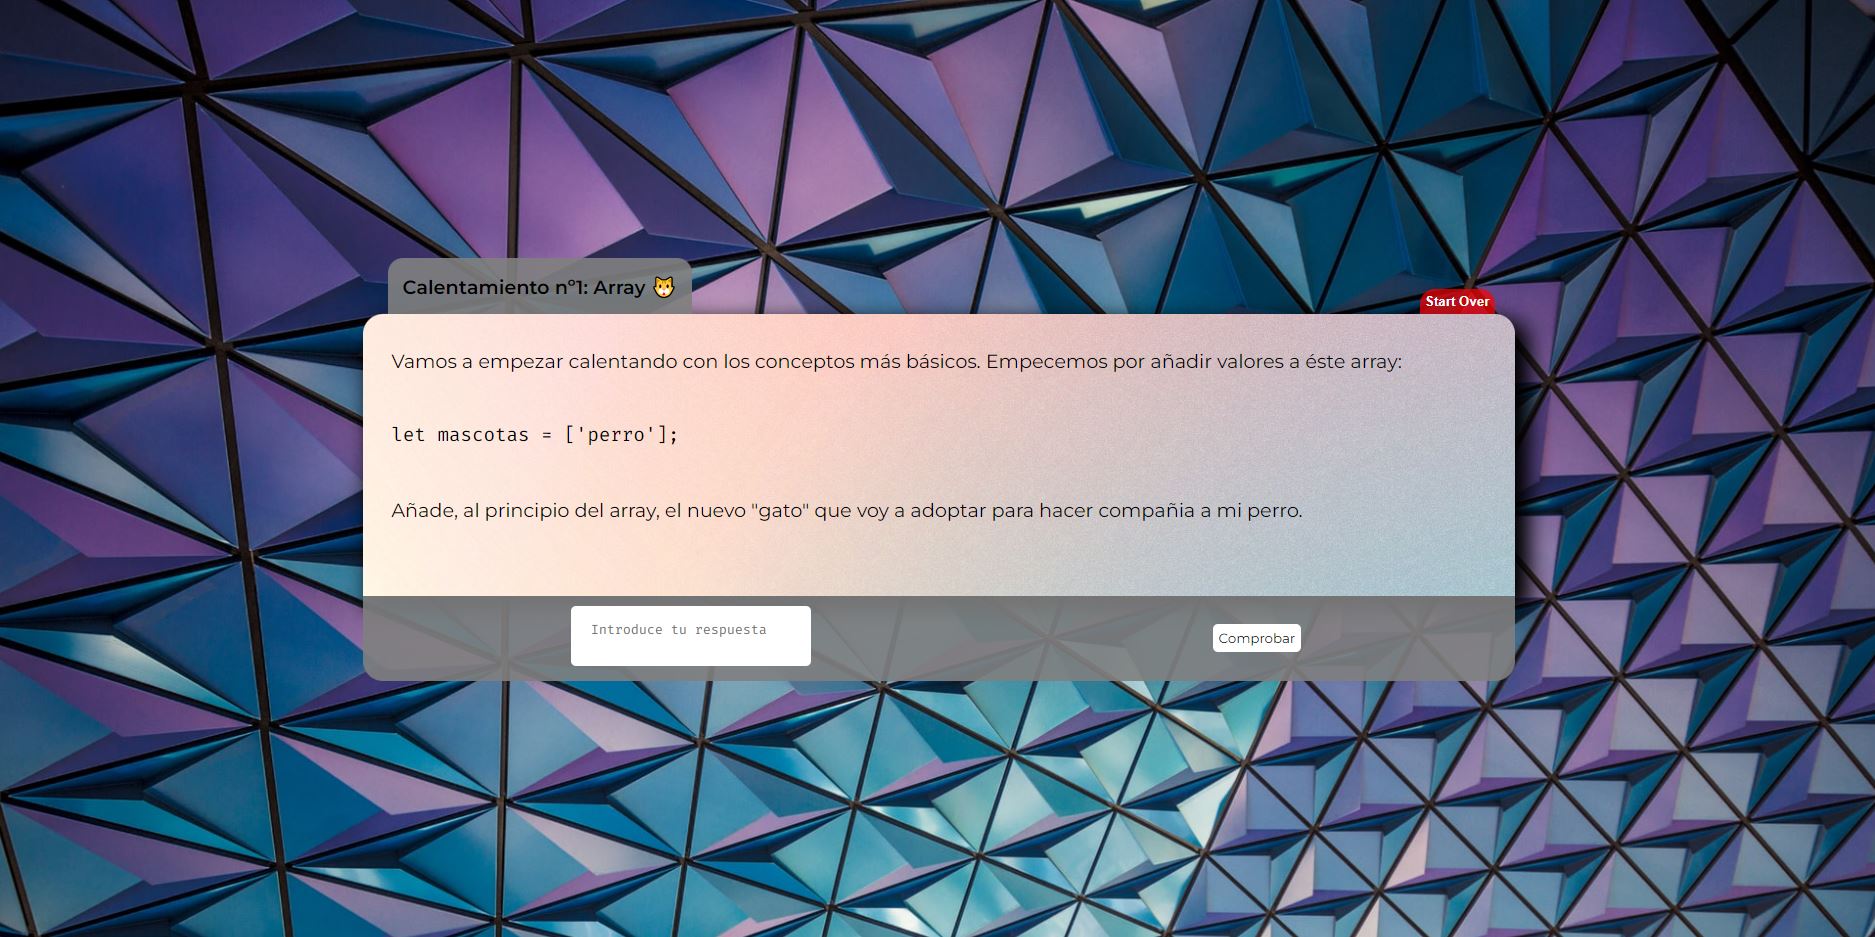 Calentamiento nº1: Array 🐱
Start Over
Vamos a empezar calentando con los conceptos más básicos. Empecemos por añadir valores a éste array:
let mascotas = ['perro'];
Añade, al principio del array, el nuevo "gato" que voy a adoptar para hacer compañia a mi perro.
Introduce tu respuesta
Comprobar